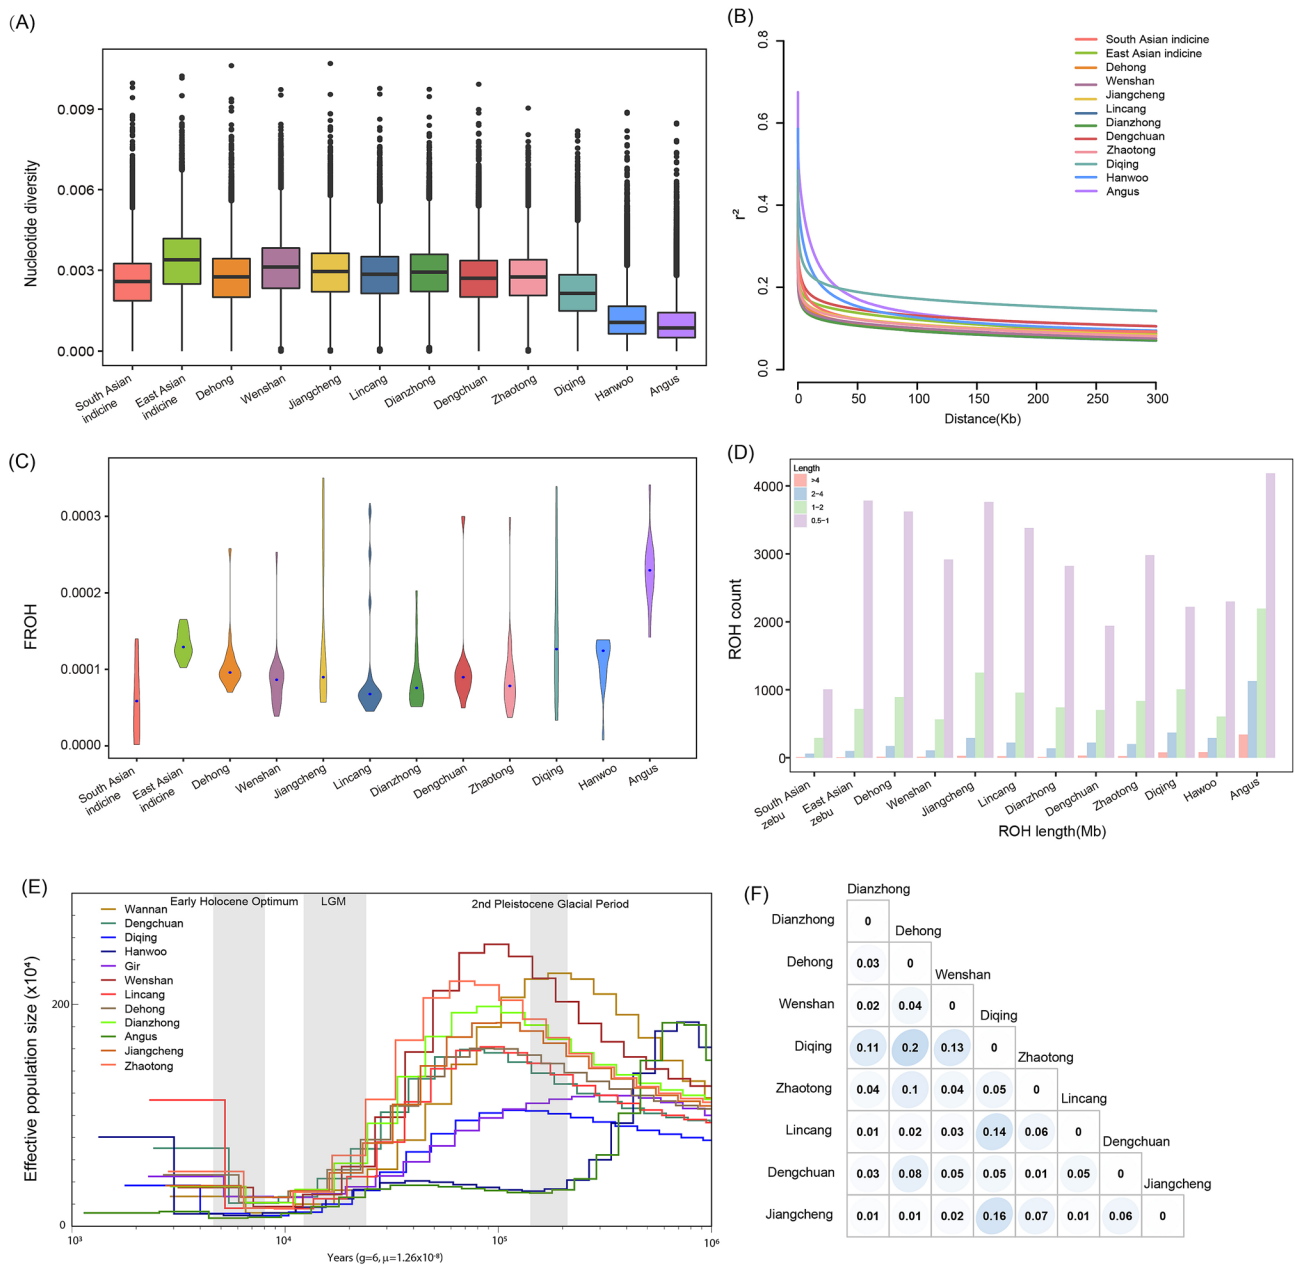 (A)
Nucleotide diversity
0.009
0.006
0.003
0.000
South Asian
indicine
East Asian
indicine
Dehong
Wenshan
Jiangcheng
Lincang
Dianzhong
Dengchuan
Zhaotong
Diqing
Hanwoo
Angus
(B)
r²
0.8
0.6
0.4
0.2
0.0
0
50
100
150
200
250
300
Distance(Kb)
South Asian indicine
East Asian indicine
Dehong
Wenshan
Jiangcheng
Lincang
Dianzhong
Dengchuan
Zhaotong
Diqing
Hanwoo
Angus
(C)
FROH
0.0003
0.0002
0.0001
0.0000
South Asian
indicine
East Asian
indicine
Dehong
Wenshan
Jiangcheng
Lincang
Dianzhong
Dengchuan
Zhaotong
Diqing
Hanwoo
Angus
(D)
ROH count
4000
3000
2000
1000
0
Length
>4
2-4
1-2
0.5-1
South Asian
zebu
East Asian
zebu
Dehong
Wenshan
Jiangcheng
Lincang
Dianzhong
Dengchuan
Zhaotong
Diqing
Hawoo
Angus
ROH length(Mb)
(E)
Effective population size (x10⁴)
200
100
0
Early Holocene Optimum
LGM
2nd Pleistocene Glacial Period
Wannan
Dengchuan
Diqing
Hanwoo
Gir
Wenshan
Lincang
Dehong
Dianzhong
Angus
Jiangcheng
Zhaotong
10³
10⁴
10⁵
10⁶
Years (g=6, μ=1.26x10⁻⁸)
(F)
Dianzhong
Dianzhong 0 Dehong
Dehong 0.03 0 Wenshan
Wenshan 0.02 0.04 0 Diqing
Diqing 0.11 0.2 0.13 0 Zhaotong
Zhaotong 0.04 0.1 0.04 0.05 0 Lincang
Lincang 0.01 0.02 0.03 0.14 0.06 0 Dengchuan
Dengchuan 0.03 0.08 0.05 0.05 0.01 0.05 0 Jiangcheng
Jiangcheng 0.01 0.01 0.02 0.16 0.07 0.01 0.06 0